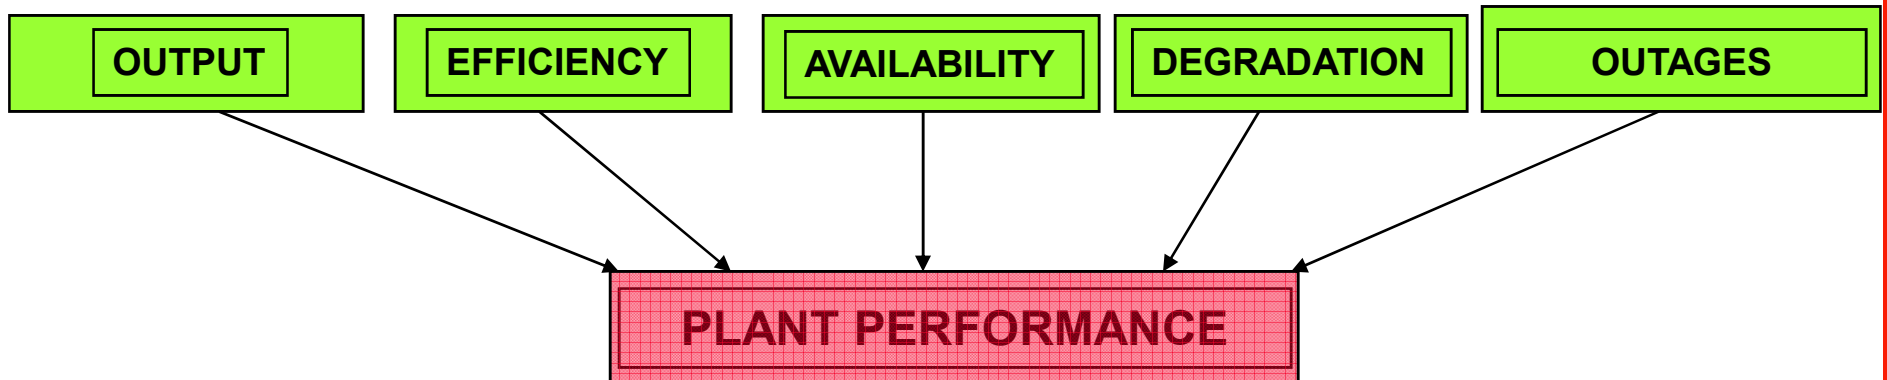 OUTPUT
EFFICIENCY
AVAILABILITY
DEGRADATION
OUTAGES
PLANT PERFORMANCE